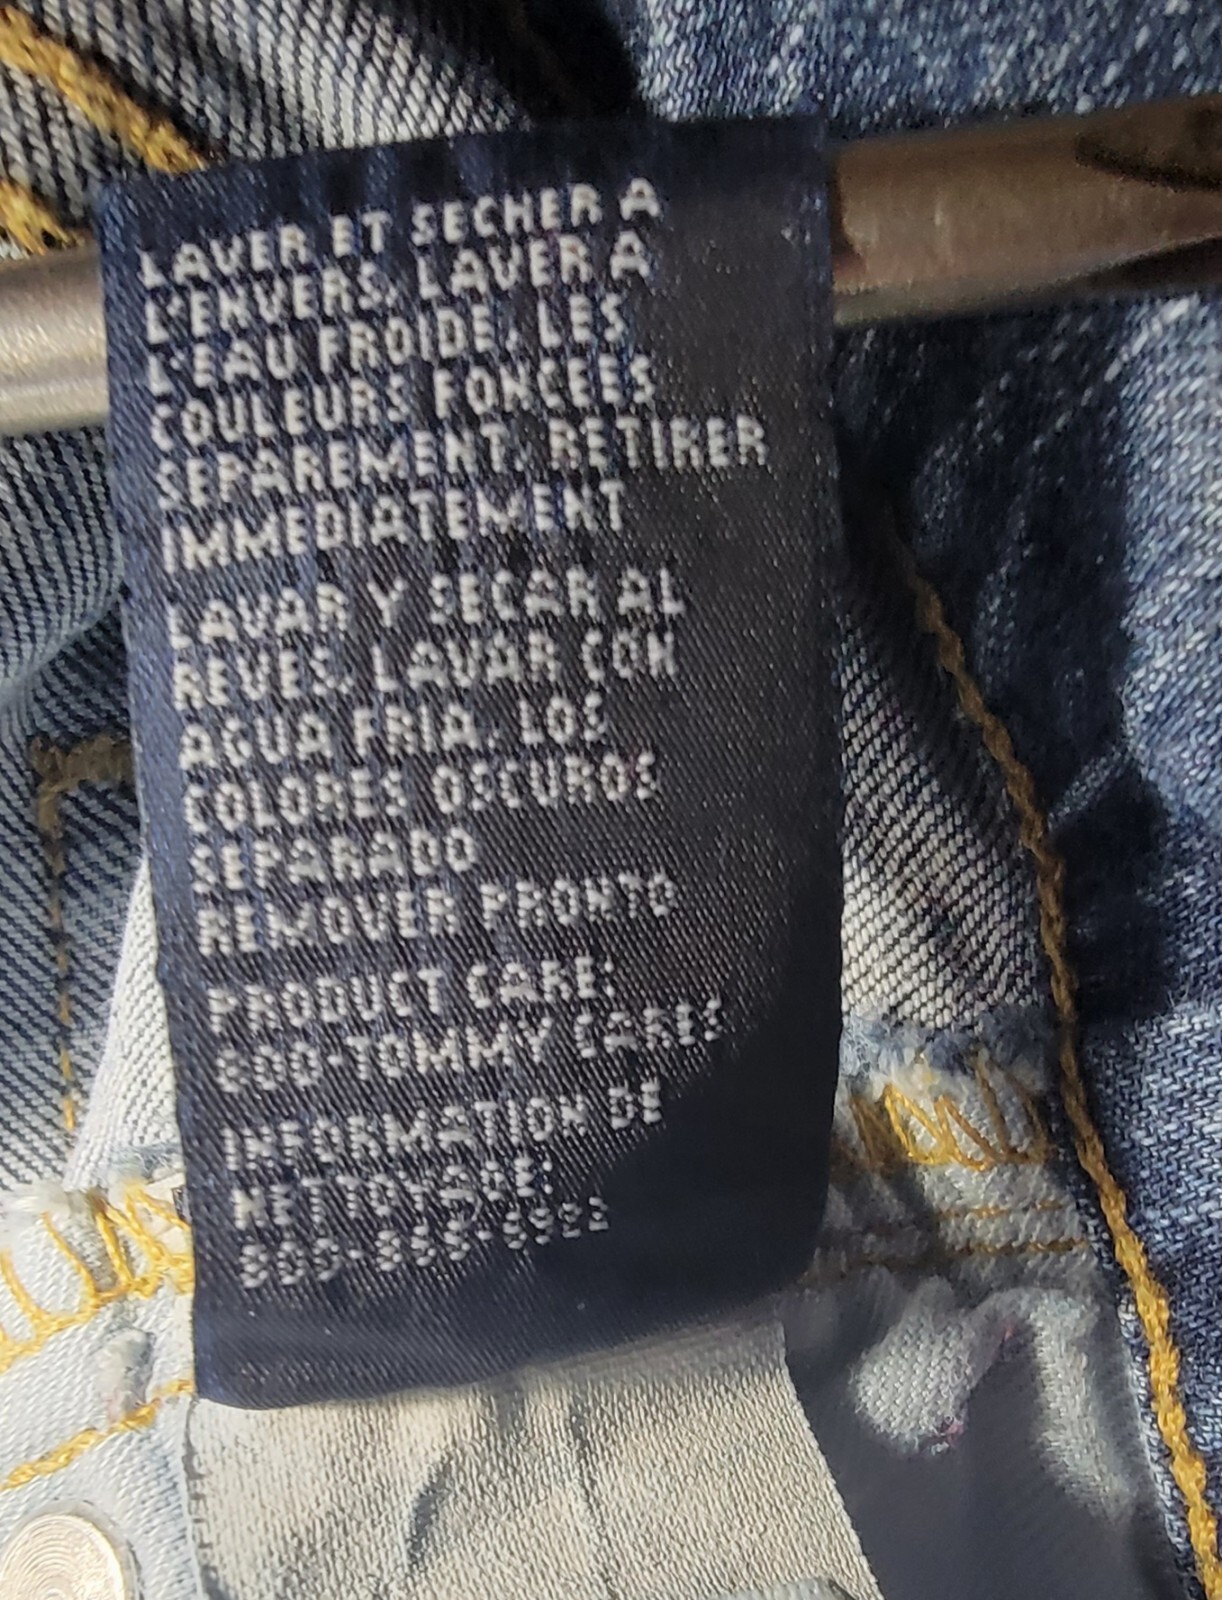 LAVER ET SECHER A
L'ENVERS. LAVER A
L'EAU FROIDE. LES
COULEURS FONCEES
SEPAREMENT. RETIRER
IMMEDIATEMENT
LAVAR Y SECAR AL
REVES. LAVAR CON
AGUA FRIA. LOS
COLORES OSCUROS
SEPARADO
REMOVER PRONTO
PRODUCT CARE:
800-TOMMY CARES
INFORMATION DE
NETTOYAGE: